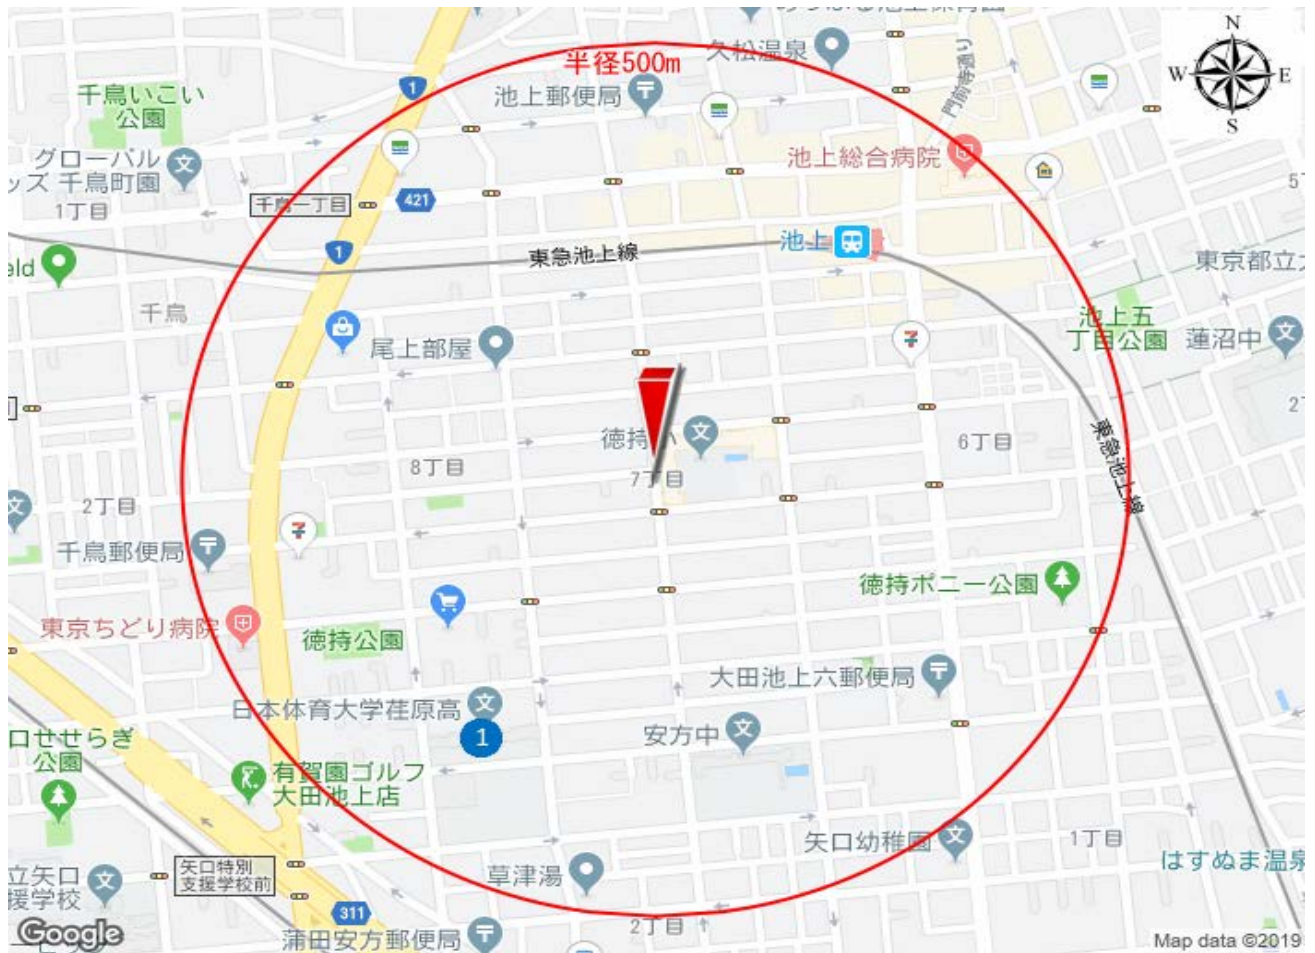 N
W
E
S
半径500m
久松温泉
池上郵便局
門前寺通り
千鳥いこい
公園
1
グローバル
ッズ 千鳥町園
1丁目
千鳥一丁目
421
1
池上総合病院
池上
東急池上線
東京都立
池上五
丁目公園
蓮沼中
千鳥
尾上部屋
徳持
7丁目
8丁目
6丁目
東急池上線
2丁目
千鳥郵便局
徳持ポニー公園
東京ちどり病院
徳持公園
大田池上六郵便局
日本体育大学荏原高
1
安方中
口せせらぎ
公園
有賀園ゴルフ
大田池上店
矢口幼稚園
1丁目
はすぬま温泉
立矢口
援学校
矢口特別
支援学校前
草津湯
311
2丁目
蒲田安方郵便局
Google
Map data ©2019